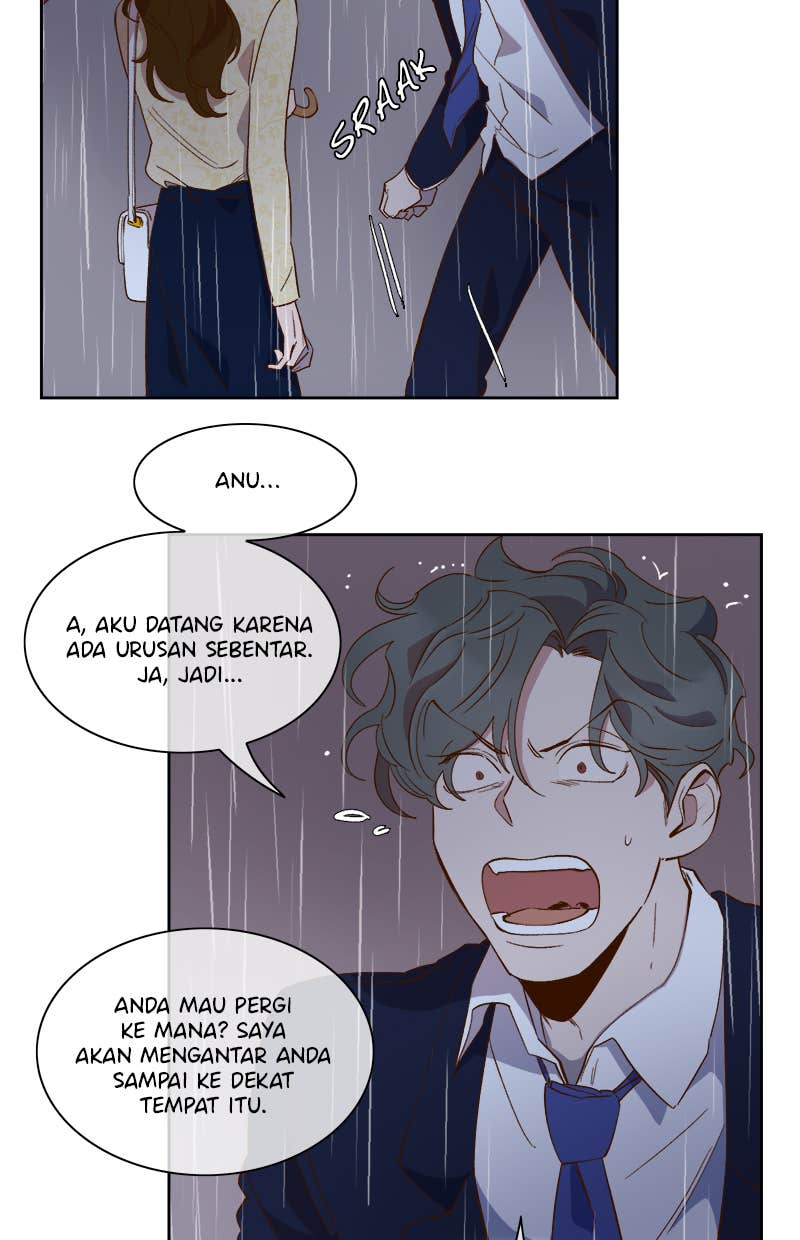 SRAAK
ANU...
A, AKU DATANG KARENA
ADA URUSAN SEBENTAR.
JA, JADI...
ANDA MAU PERGI
KE MANA? SAYA
AKAN MENGANTAR ANDA
SAMPAI KE DEKAT
TEMPAT ITU.